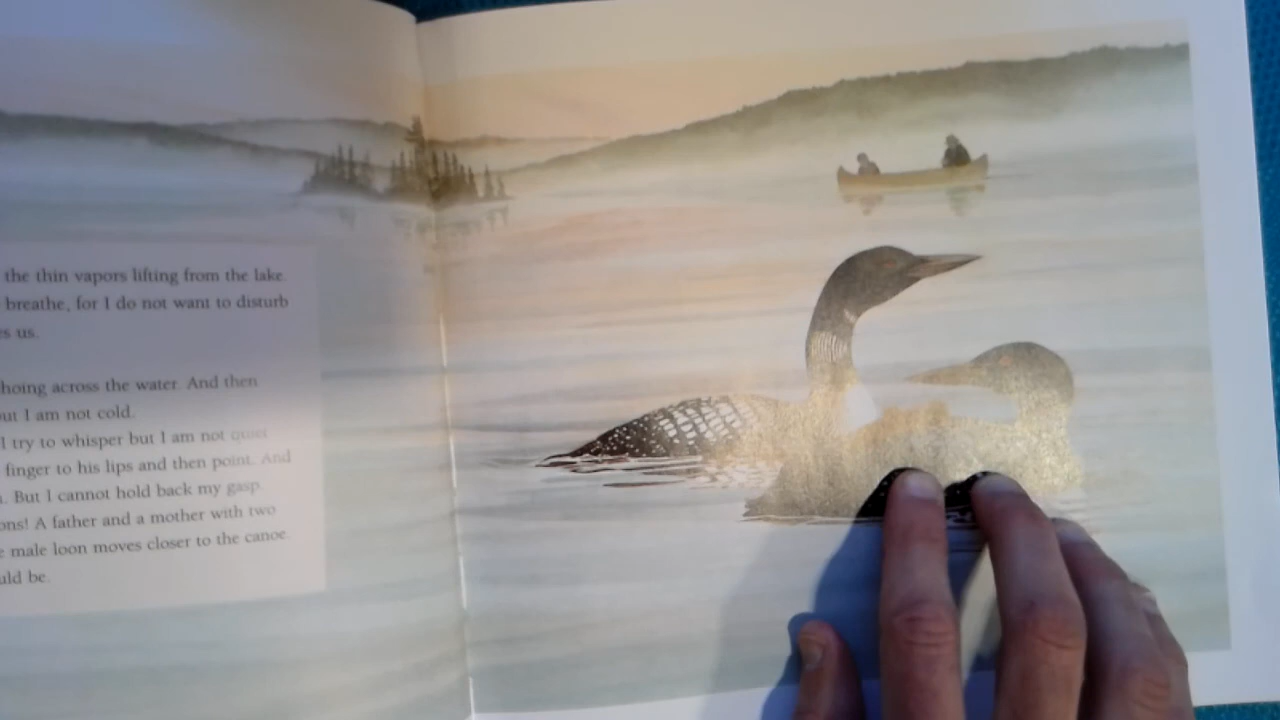 the thin vapors lifting from the lake.
breathe, for I do not want to disturb
es us.
hoing across the water. And then
out I am not cold.
I try to whisper but I am not quiet
finger to his lips and then point. And
. But I cannot hold back my gasp.
ons! A father and a mother with two
e male loon moves closer to the canoe.
uld be.